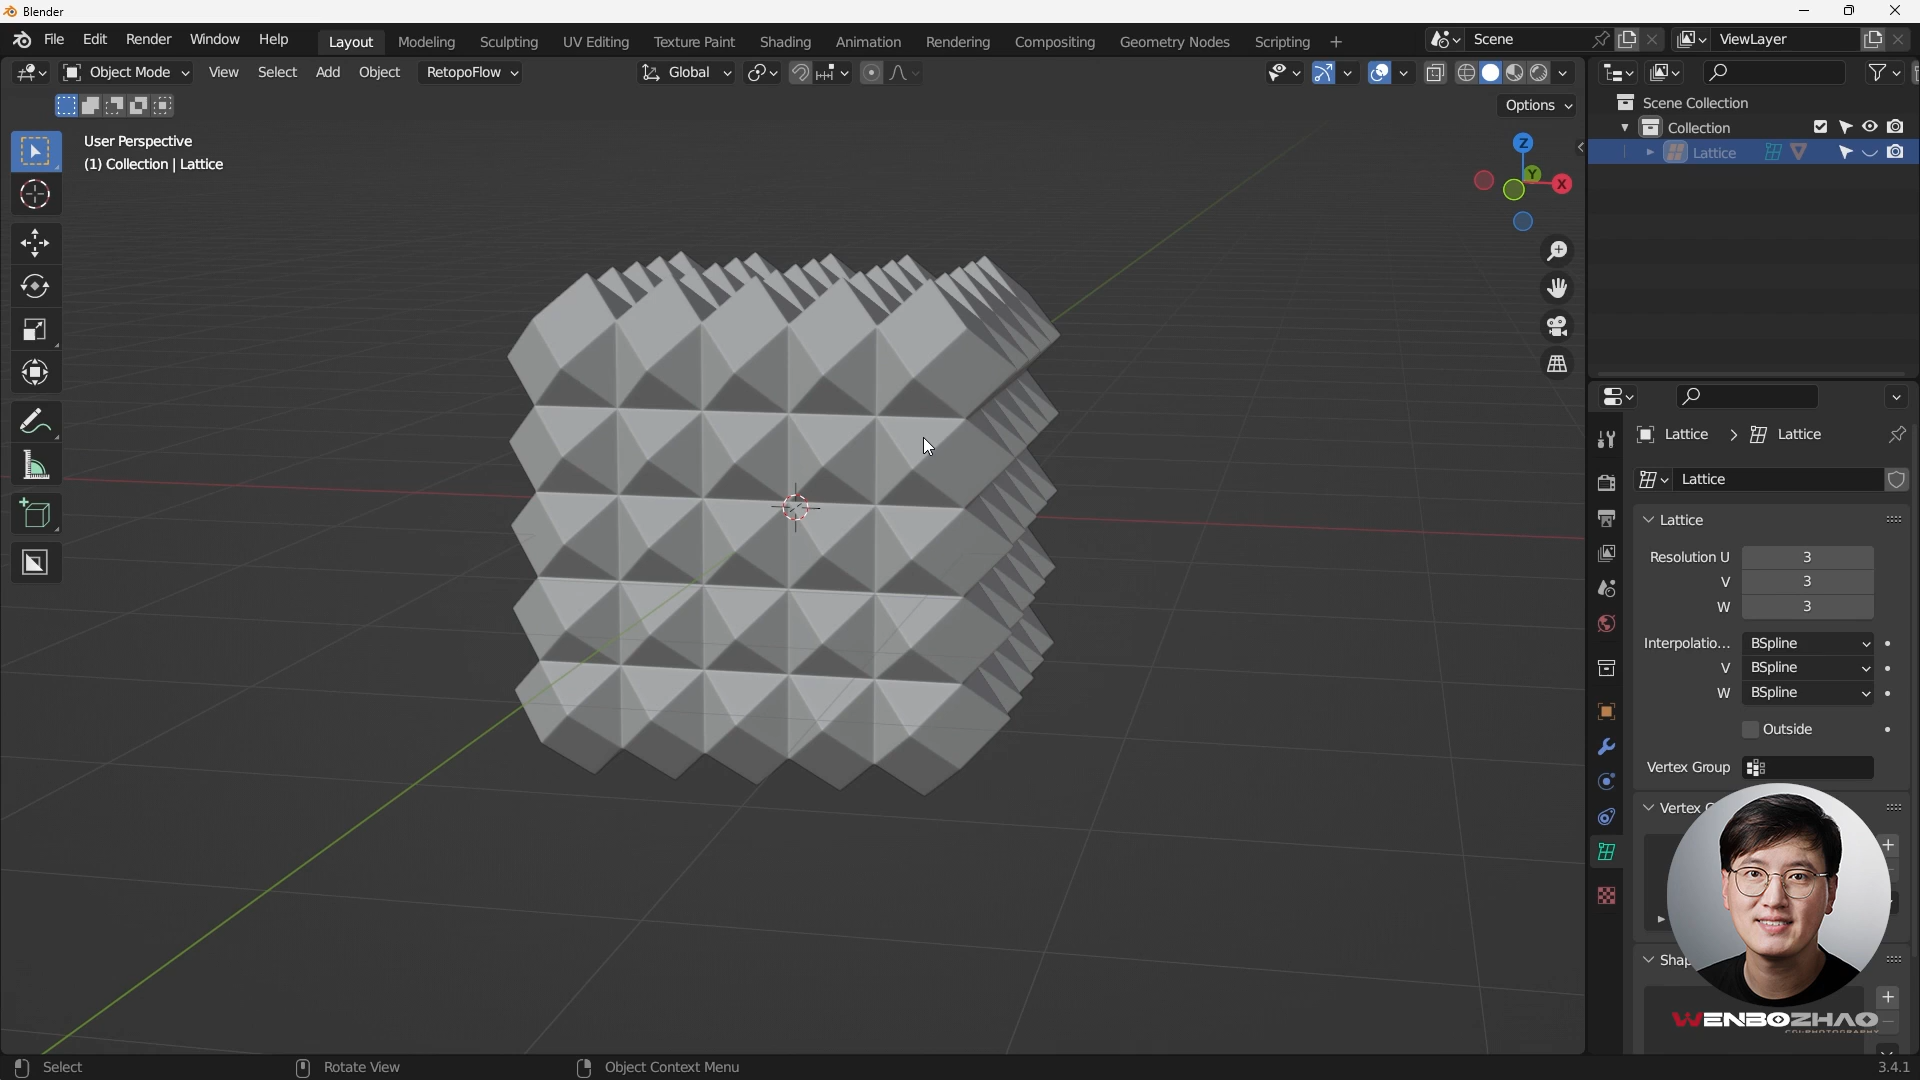 Blender
File Edit Render Window Help Layout Modeling Sculpting UV Editing Texture Paint Shading Animation Rendering Compositing Geometry Nodes Scripting + Scene ViewLayer
Object Mode View Select Add Object RetopoFlow Global
Options
User Perspective
(1) Collection | Lattice
Z
Y
X
Scene Collection
Collection
Lattice
Lattice > Lattice
Lattice
Lattice
Resolution U 3
V 3
W 3
Interpolatio... BSpline
V BSpline
W BSpline
Outside
Vertex Group
Vertex
Shap
WENBOZHAO
Select Rotate View Object Context Menu 3.4.1